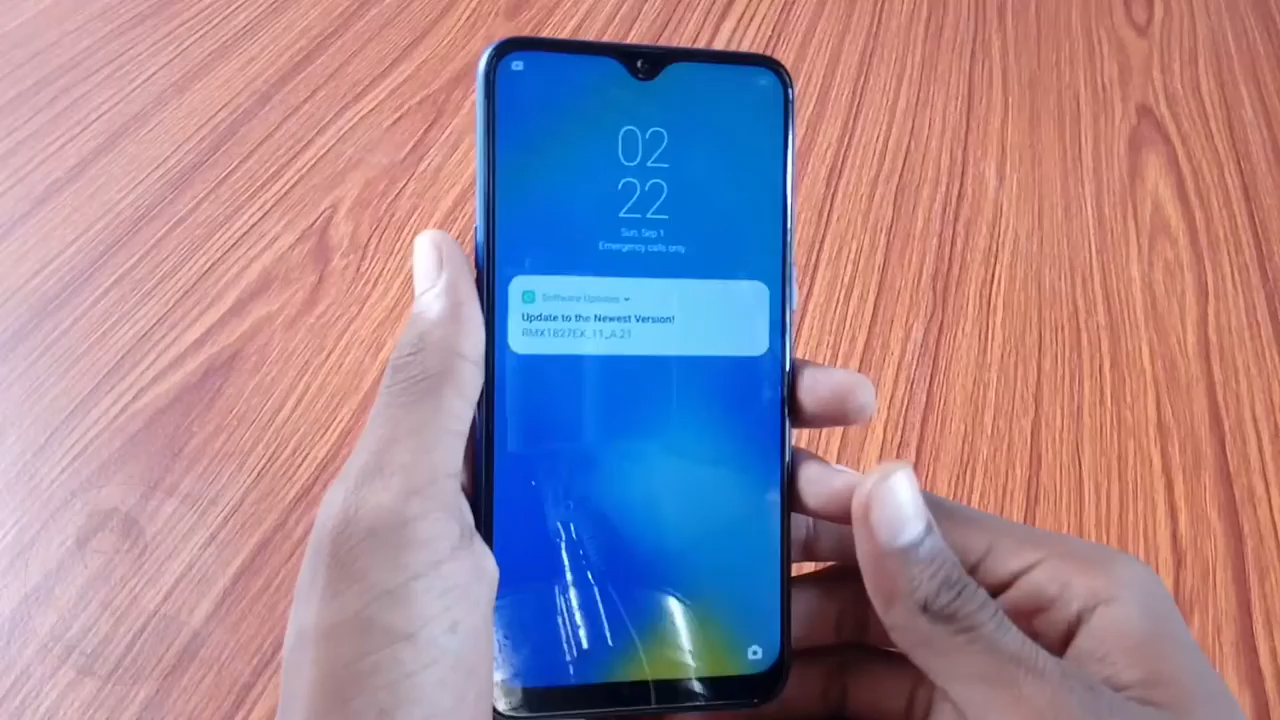 02
22
Sun, Sep 1
Emergency calls only
Software Updates
Update to the Newest Version!
RMX1827EX_11_A.21